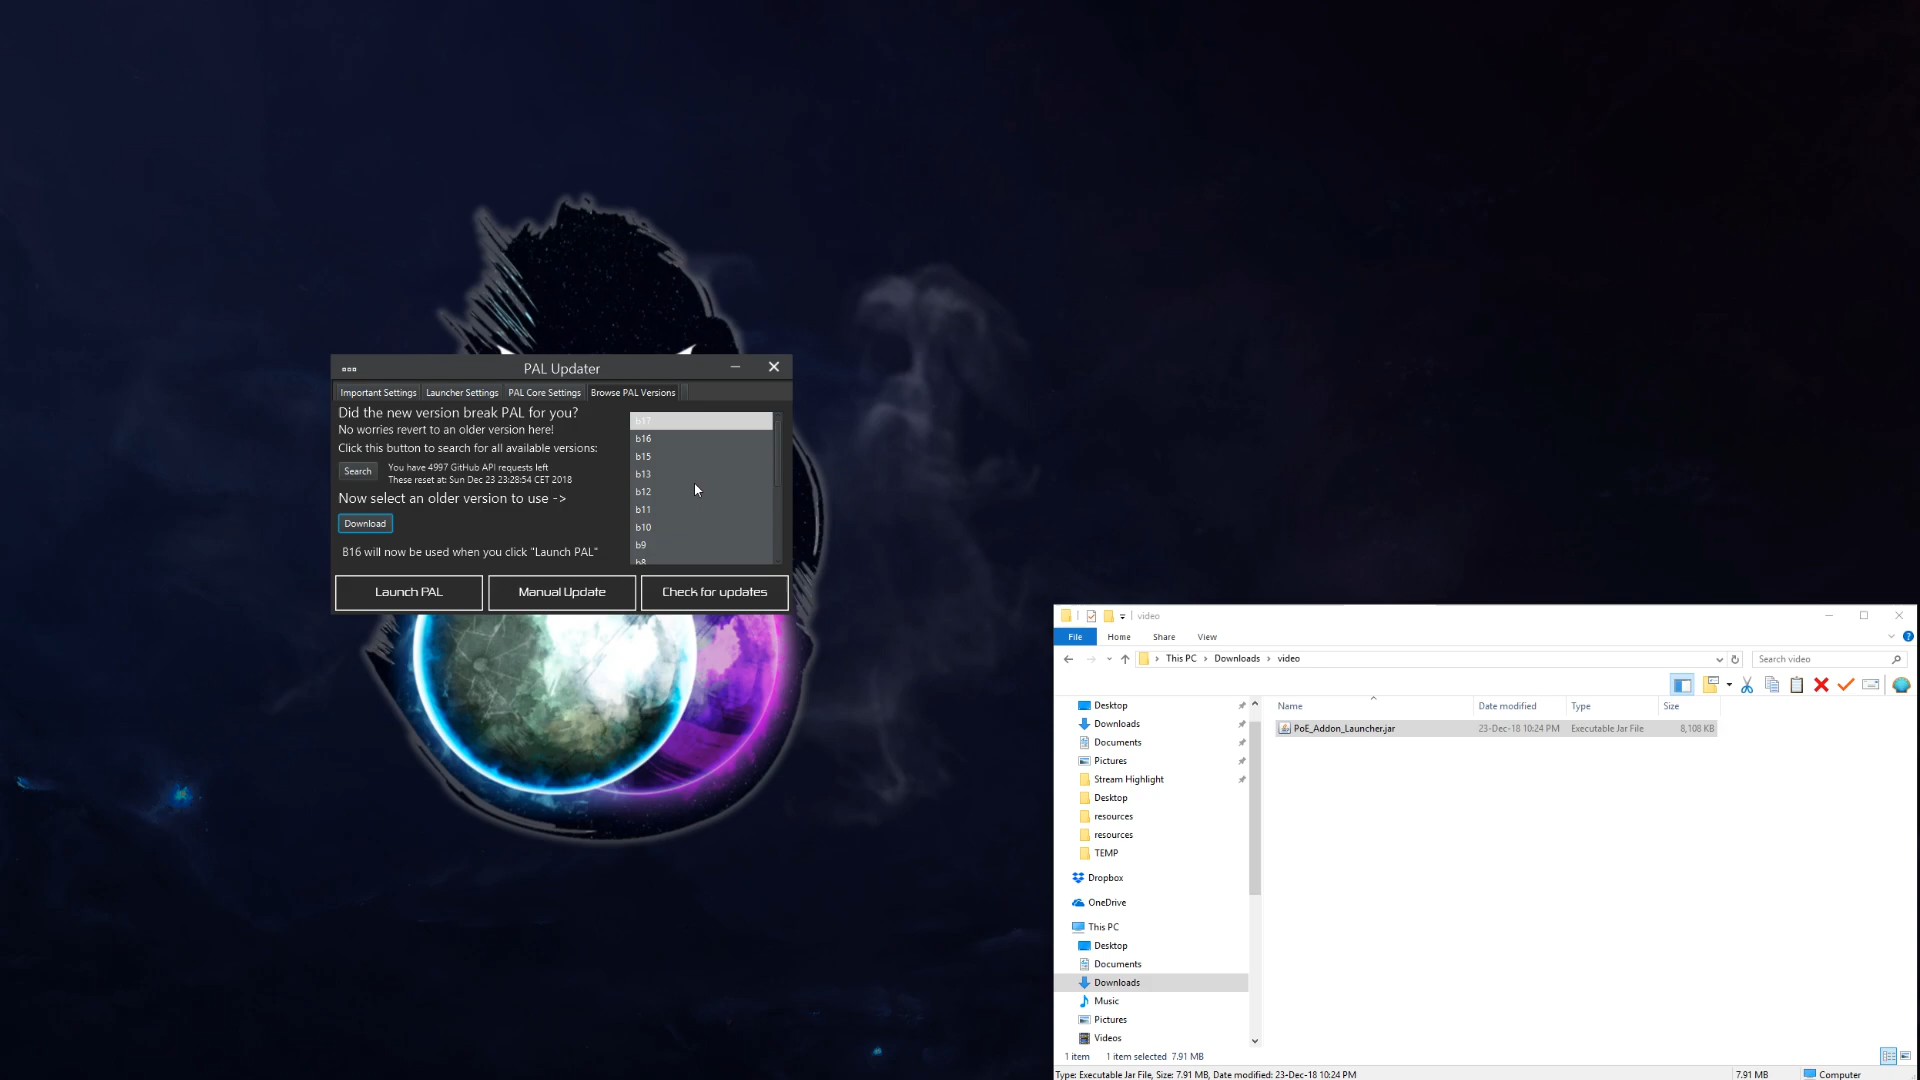 PAL Updater
Important Settings
Launcher Settings
PAL Core Settings
Browse PAL Versions
Did the new version break PAL for you?
No worries revert to an older version here!
Click this button to search for all available versions:
Search
You have 4997 GitHub API requests left
These reset at: Sun Dec 23 23:28:54 CET 2018
Now select an older version to use ->
Download
B16 will now be used when you click "Launch PAL"
b17
b16
b15
b13
b12
b11
b10
b9
b8
Launch PAL
Manual Update
Check for updates
video
File
Home
Share
View
This PC
Downloads
video
Search video
Desktop
Downloads
Documents
Pictures
Stream Highlight
Desktop
resources
resources
TEMP
Dropbox
OneDrive
This PC
Desktop
Documents
Downloads
Music
Pictures
Videos
Name
Date modified
Type
Size
PoE_Addon_Launcher.jar
23-Dec-18 10:24 PM
Executable Jar File
8,108 KB
1 item
1 item selected 7.91 MB
Type: Executable Jar File, Size: 7.91 MB, Date modified: 23-Dec-18 10:24 PM
7.91 MB
Computer